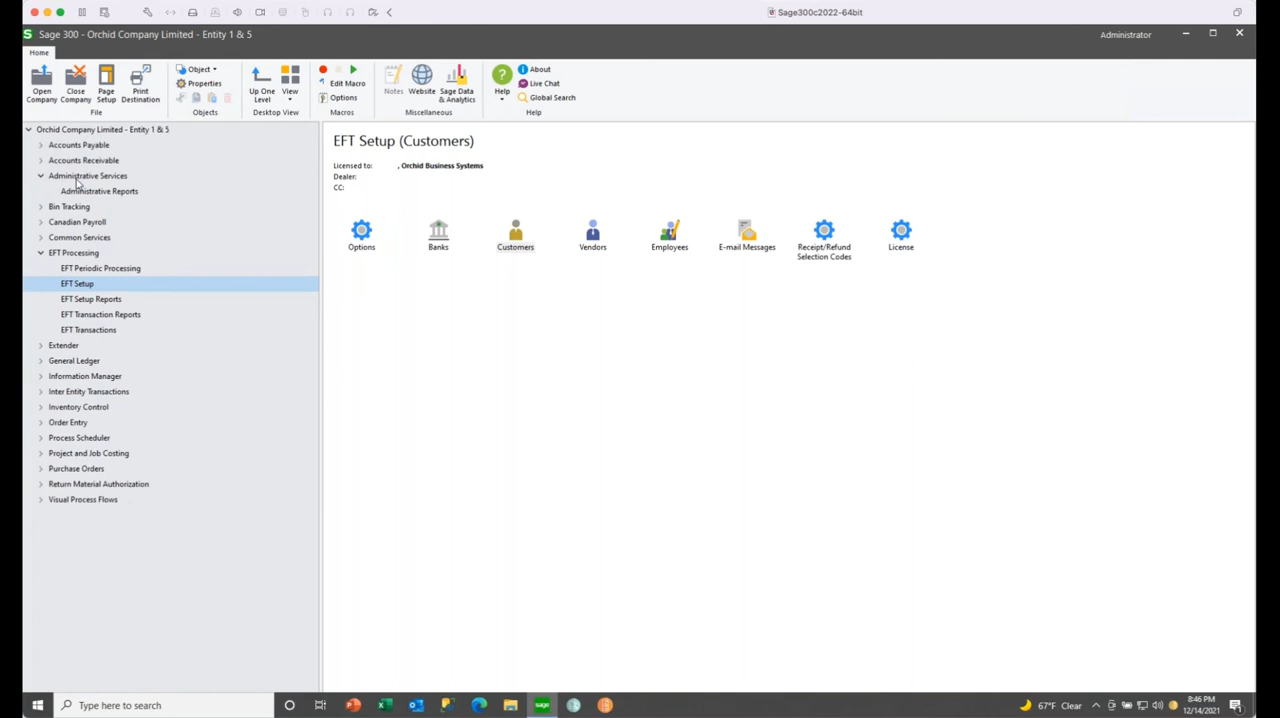 Sage300c2022-64bit
S Sage 300 - Orchid Company Limited - Entity 1 & 5
Administrator
Home
Open Company
Close Company
Page Setup
Print Destination
File
Object
Properties
Objects
Up One Level
View
Desktop View
Edit Macro
Options
Macros
Notes
Website
Sage Data & Analytics
Miscellaneous
Help
About
Live Chat
Global Search
Help
Orchid Company Limited - Entity 1 & 5
Accounts Payable
Accounts Receivable
Administrative Services
Administrative Reports
Bin Tracking
Canadian Payroll
Common Services
EFT Processing
EFT Periodic Processing
EFT Setup
EFT Setup Reports
EFT Transaction Reports
EFT Transactions
Extender
General Ledger
Information Manager
Inter Entity Transactions
Inventory Control
Order Entry
Process Scheduler
Project and Job Costing
Purchase Orders
Return Material Authorization
Visual Process Flows
EFT Setup (Customers)
Licensed to: , Orchid Business Systems
Dealer:
CC:
Options
Banks
Customers
Vendors
Employees
E-mail Messages
Receipt/Refund
Selection Codes
License
Type here to search
sage
67°F Clear
8:46 PM
12/14/2021